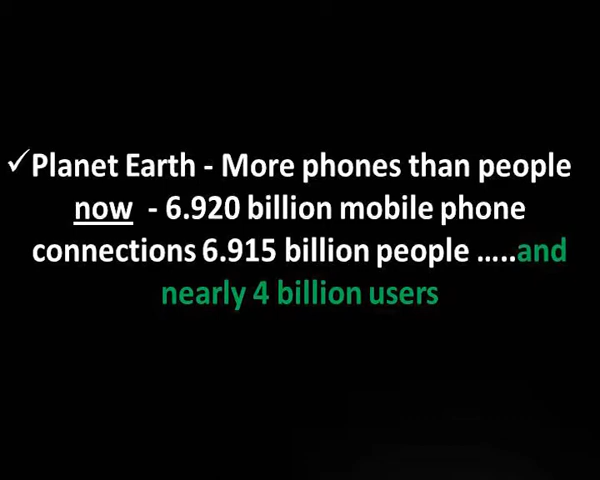 ✓Planet Earth - More phones than people
now - 6.920 billion mobile phone
connections 6.915 billion people .....and
nearly 4 billion users